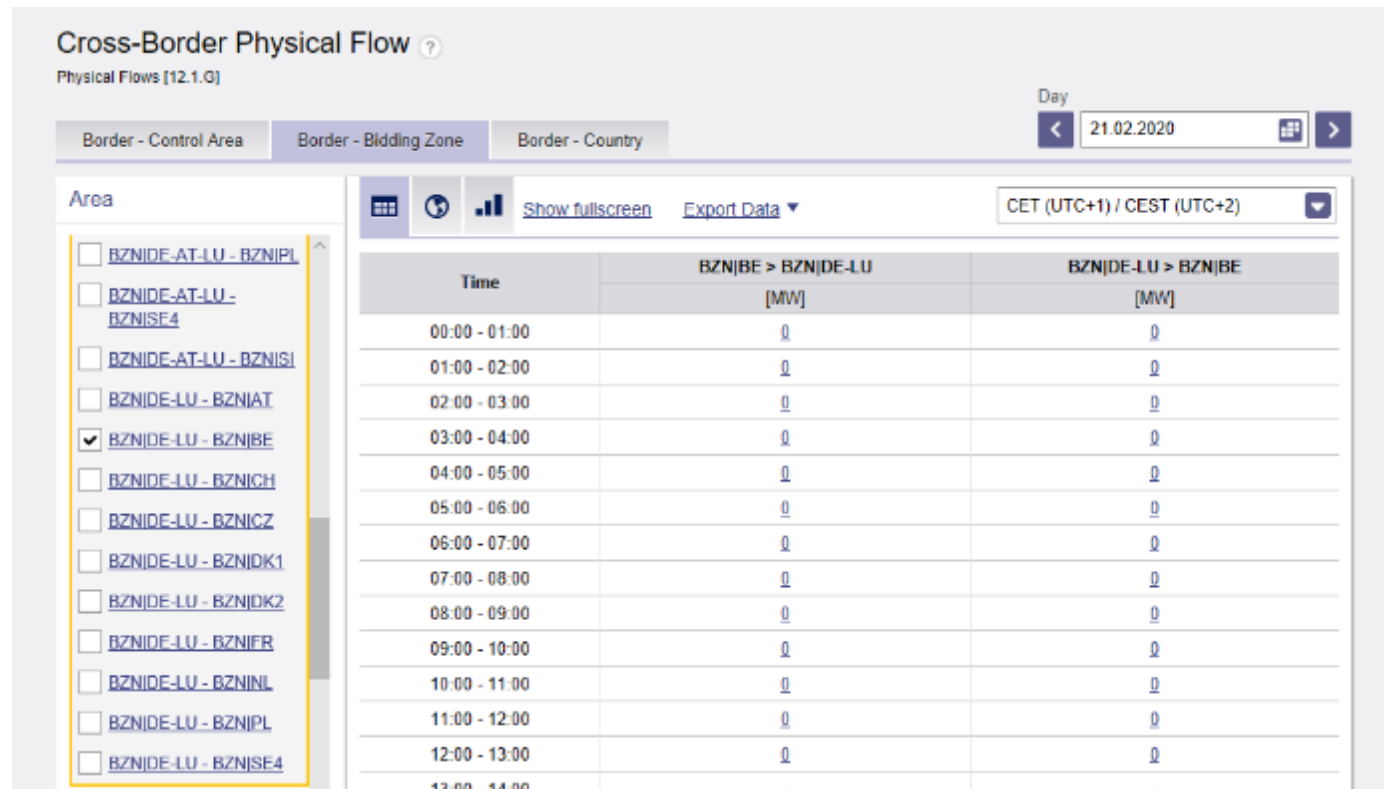 Cross-Border Physical Flow ?
Physical Flows [12.1.G]
Day
21.02.2020
Border - Control Area Border - Bidding Zone Border - Country
Area
Show fullscreen Export Data
CET (UTC+1) / CEST (UTC+2)
BZN|DE-AT-LU - BZN|PL
BZN|DE-AT-LU -
BZN|SE4
BZN|DE-AT-LU - BZN|SI
BZN|DE-LU - BZN|AT
BZN|DE-LU - BZN|BE
BZN|DE-LU - BZN|CH
BZN|DE-LU - BZN|CZ
BZN|DE-LU - BZN|DK1
BZN|DE-LU - BZN|DK2
BZN|DE-LU - BZN|FR
BZN|DE-LU - BZN|NL
BZN|DE-LU - BZN|PL
BZN|DE-LU - BZN|SE4
Time BZN|BE > BZN|DE-LU BZN|DE-LU > BZN|BE
[MW] [MW]
00:00 - 01:00 0 0
01:00 - 02:00 0 0
02:00 - 03:00 0 0
03:00 - 04:00 0 0
04:00 - 05:00 0 0
05:00 - 06:00 0 0
06:00 - 07:00 0 0
07:00 - 08:00 0 0
08:00 - 09:00 0 0
09:00 - 10:00 0 0
10:00 - 11:00 0 0
11:00 - 12:00 0 0
12:00 - 13:00 0 0
13:00 - 14:00